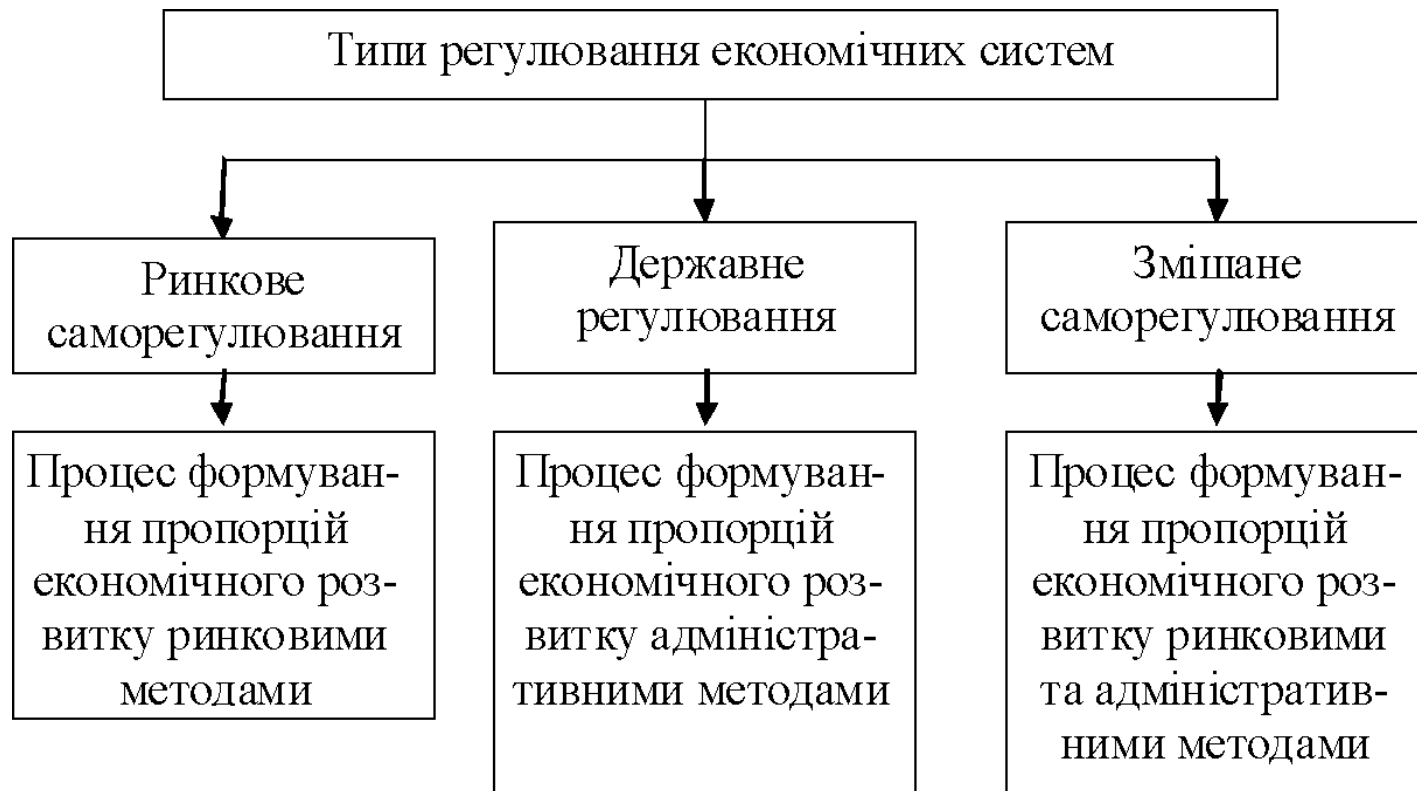 Типи регулювання економічних систем
Ринкове
саморегулювання
Державне
регулювання
Змішане
саморегулювання
Процес формуван-
ня пропорцій
економічного роз-
витку ринковими
методами
Процес формуван-
ня пропорцій
економічного роз-
витку адміністра-
тивними методами
Процес формуван-
ня пропорцій
економічного роз-
витку ринковими
та адміністратив-
ними методами